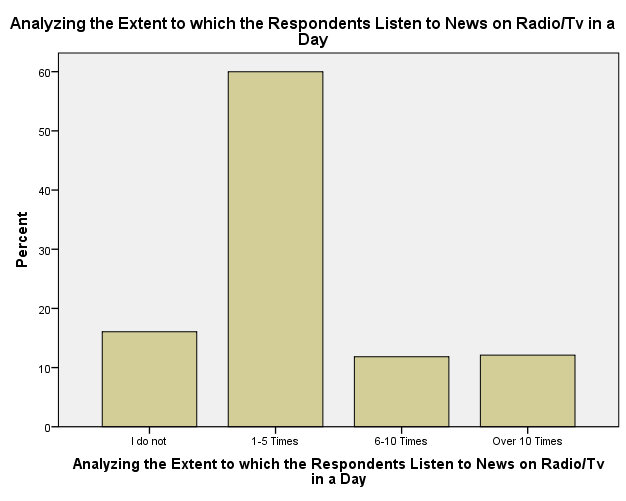 Analyzing the Extent to which the Respondents Listen to News on Radio/Tv in a
Day
Percent
60
50
40
30
20
10
0
I do not
1-5 Times
6-10 Times
Over 10 Times
Analyzing the Extent to which the Respondents Listen to News on Radio/Tv
in a Day